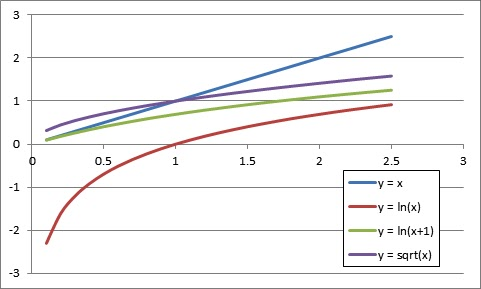 3
2
1
0
-1
-2
-3
0 0.5 1 1.5 2 2.5 3
y = x
y = ln(x)
y = ln(x+1)
y = sqrt(x)